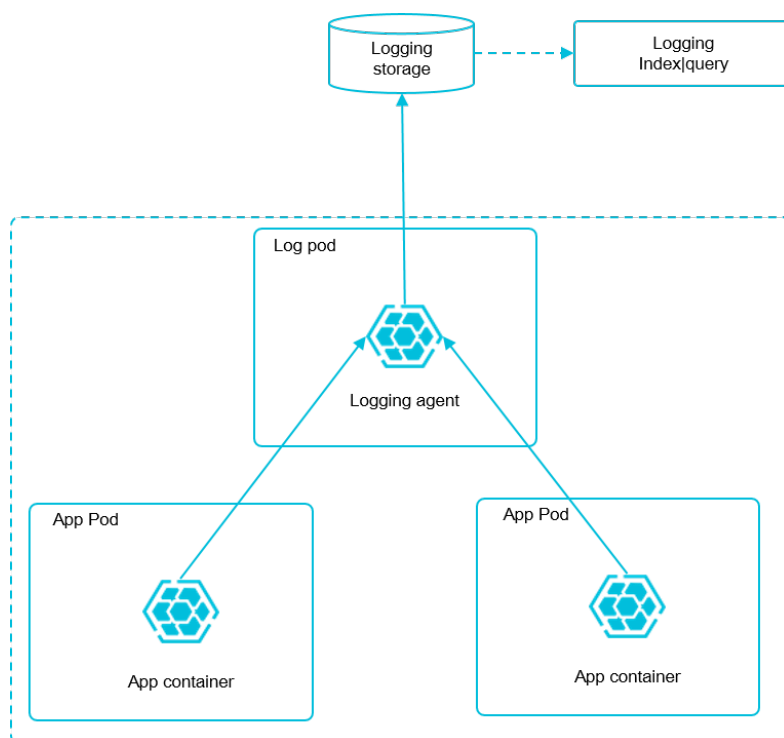 Logging
storage
Logging
Index|query
Log pod
Logging agent
App Pod
App container
App Pod
App container